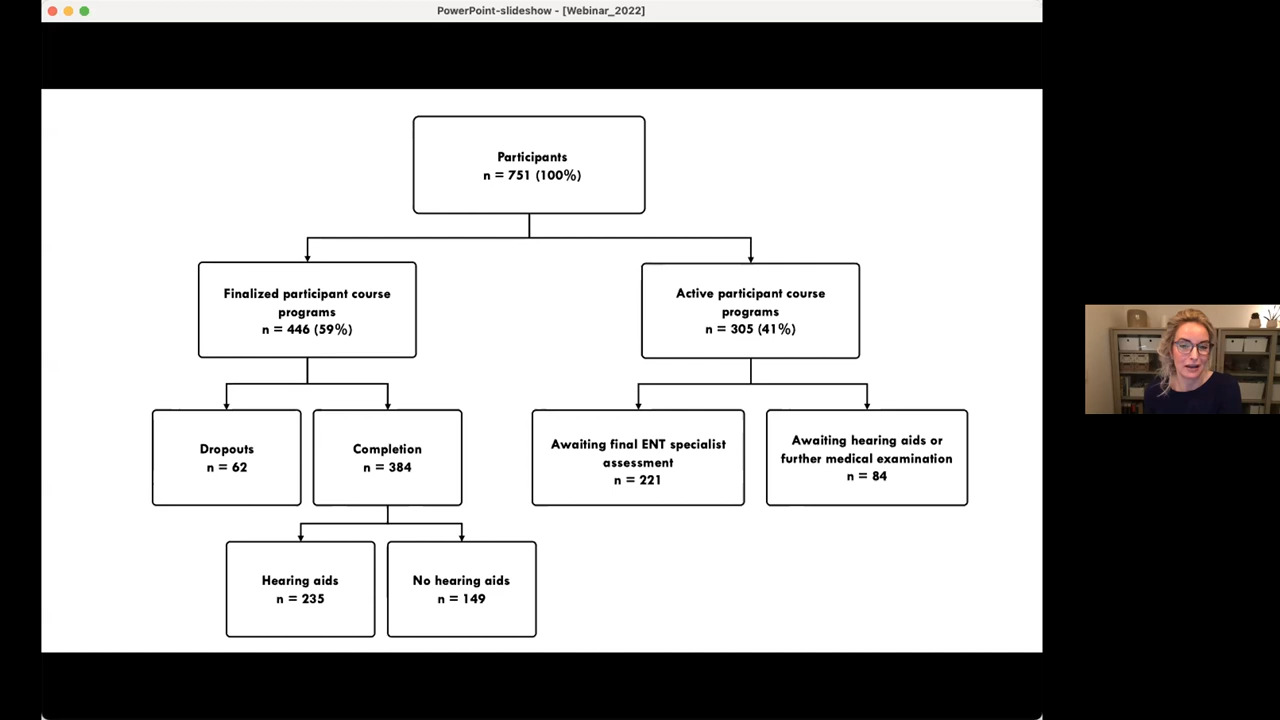 PowerPoint-slideshow - [Webinar_2022]
Participants
n = 751 (100%)
Finalized participant course
programs
n = 446 (59%)
Active participant course
programs
n = 305 (41%)
Dropouts
n = 62
Completion
n = 384
Awaiting final ENT specialist
assessment
n = 221
Awaiting hearing aids or
further medical examination
n = 84
Hearing aids
n = 235
No hearing aids
n = 149